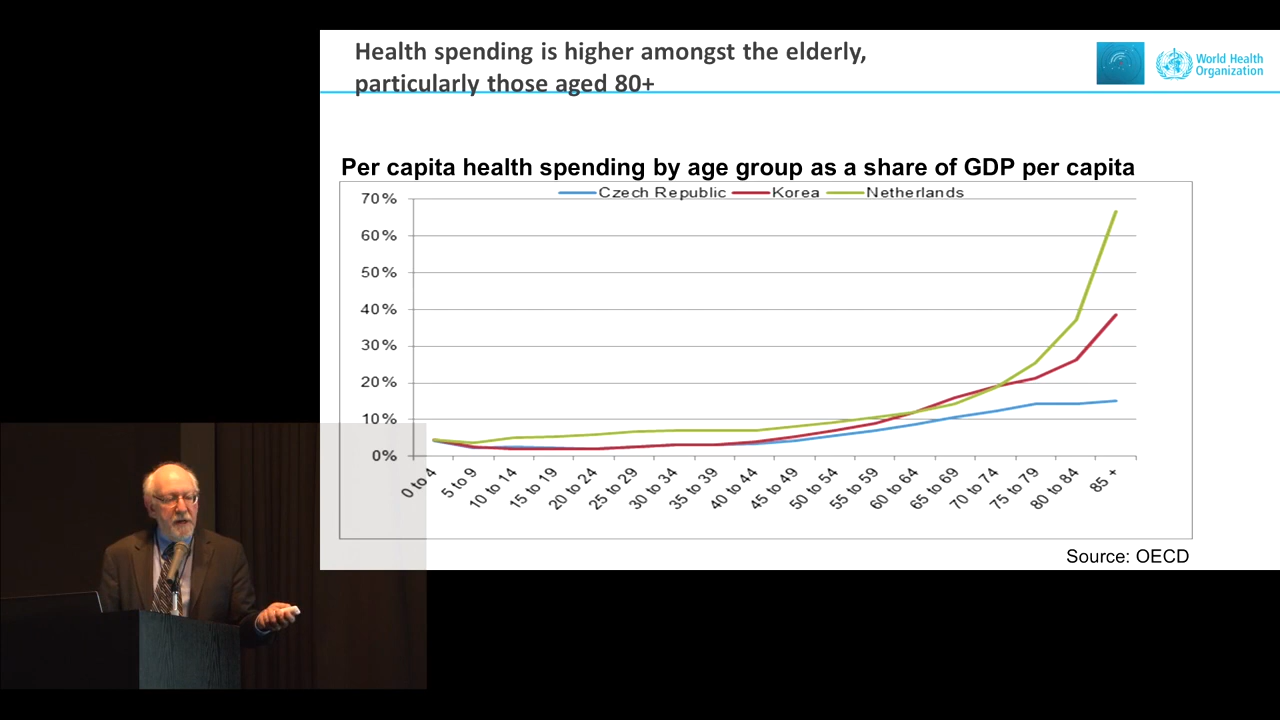 Health spending is higher amongst the elderly,
particularly those aged 80+
World Health
Organization
Per capita health spending by age group as a share of GDP per capita
Czech Republic Korea Netherlands
70%
60%
50%
40%
30%
20%
10%
0%
0 to 4 5 to 9 10 to 14 15 to 19 20 to 24 25 to 29 30 to 34 35 to 39 40 to 44 45 to 49 50 to 54 55 to 59 60 to 64 65 to 69 70 to 74 75 to 79 80 to 84 85 +
Source: OECD